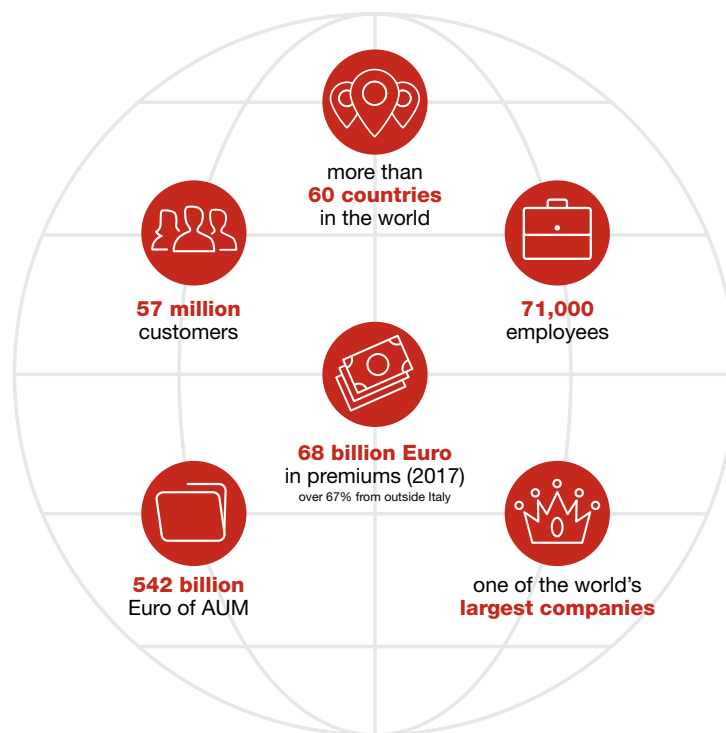 more than
60 countries
in the world
57 million
customers
71,000
employees
68 billion Euro
in premiums (2017)
over 67% from outside Italy
542 billion
Euro of AUM
one of the world's
largest companies